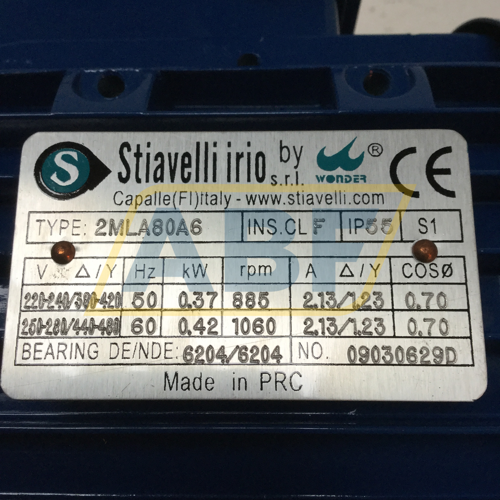 S Stiavelli irio by s.r.l. WONDER ® CE
Capalle(FI)Italy - www.stiavelli.com
TYPE: 2MLA80A6 INS.CL F IP55 S1
V Δ/Y Hz kW rpm A Δ/Y COSØ
220-240/380-420 50 0.37 885 2.13/1.23 0.70
250-280/440-480 60 0.42 1060 2.13/1.23 0.70
BEARING DE/NDE: 6204/6204 NO. 09030629D
Made in PRC
ABF